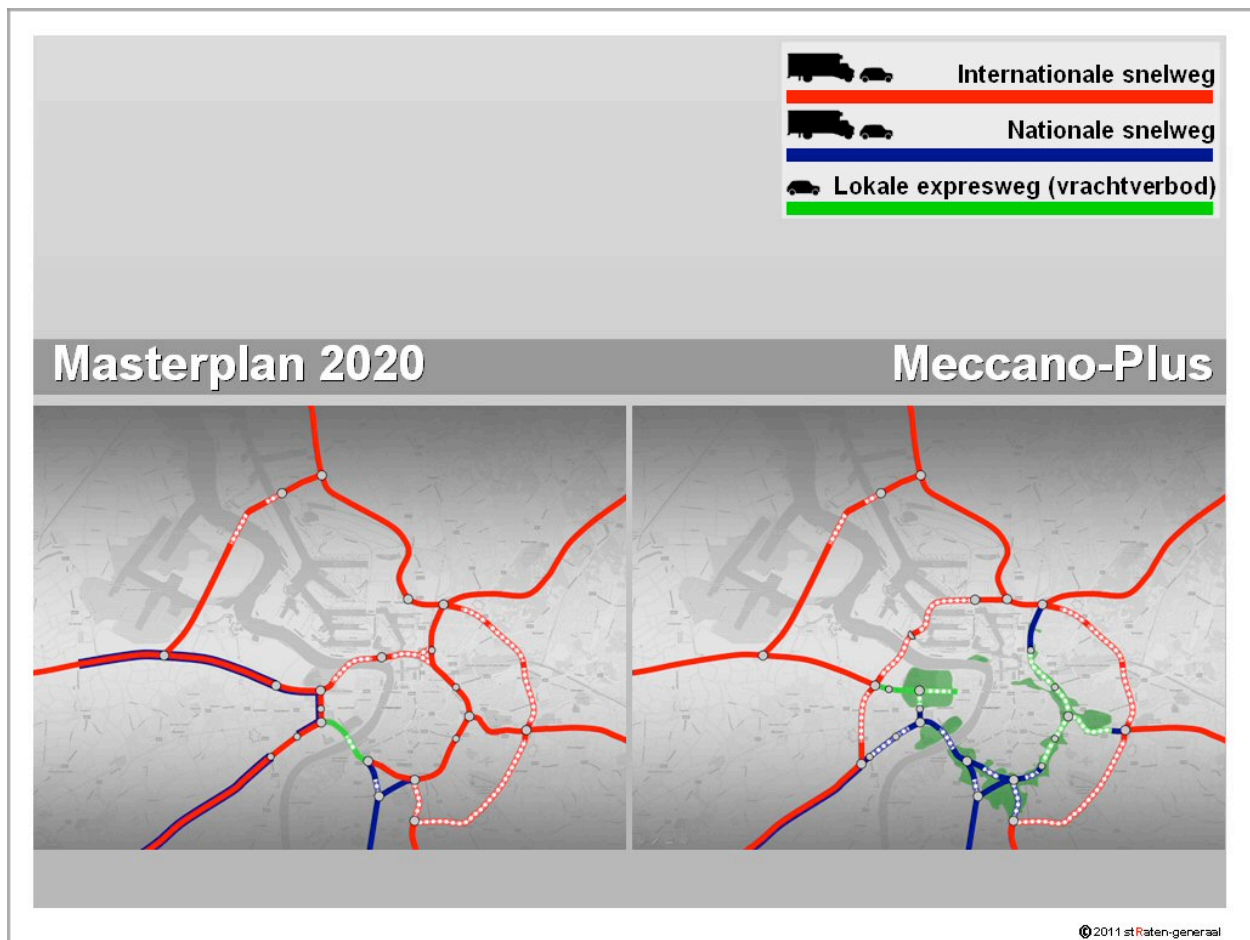 Internationale snelweg
Nationale snelweg
Lokale expresweg (vrachtverbod)
Masterplan 2020
Meccano-Plus
© 2011 stRaten-generaal